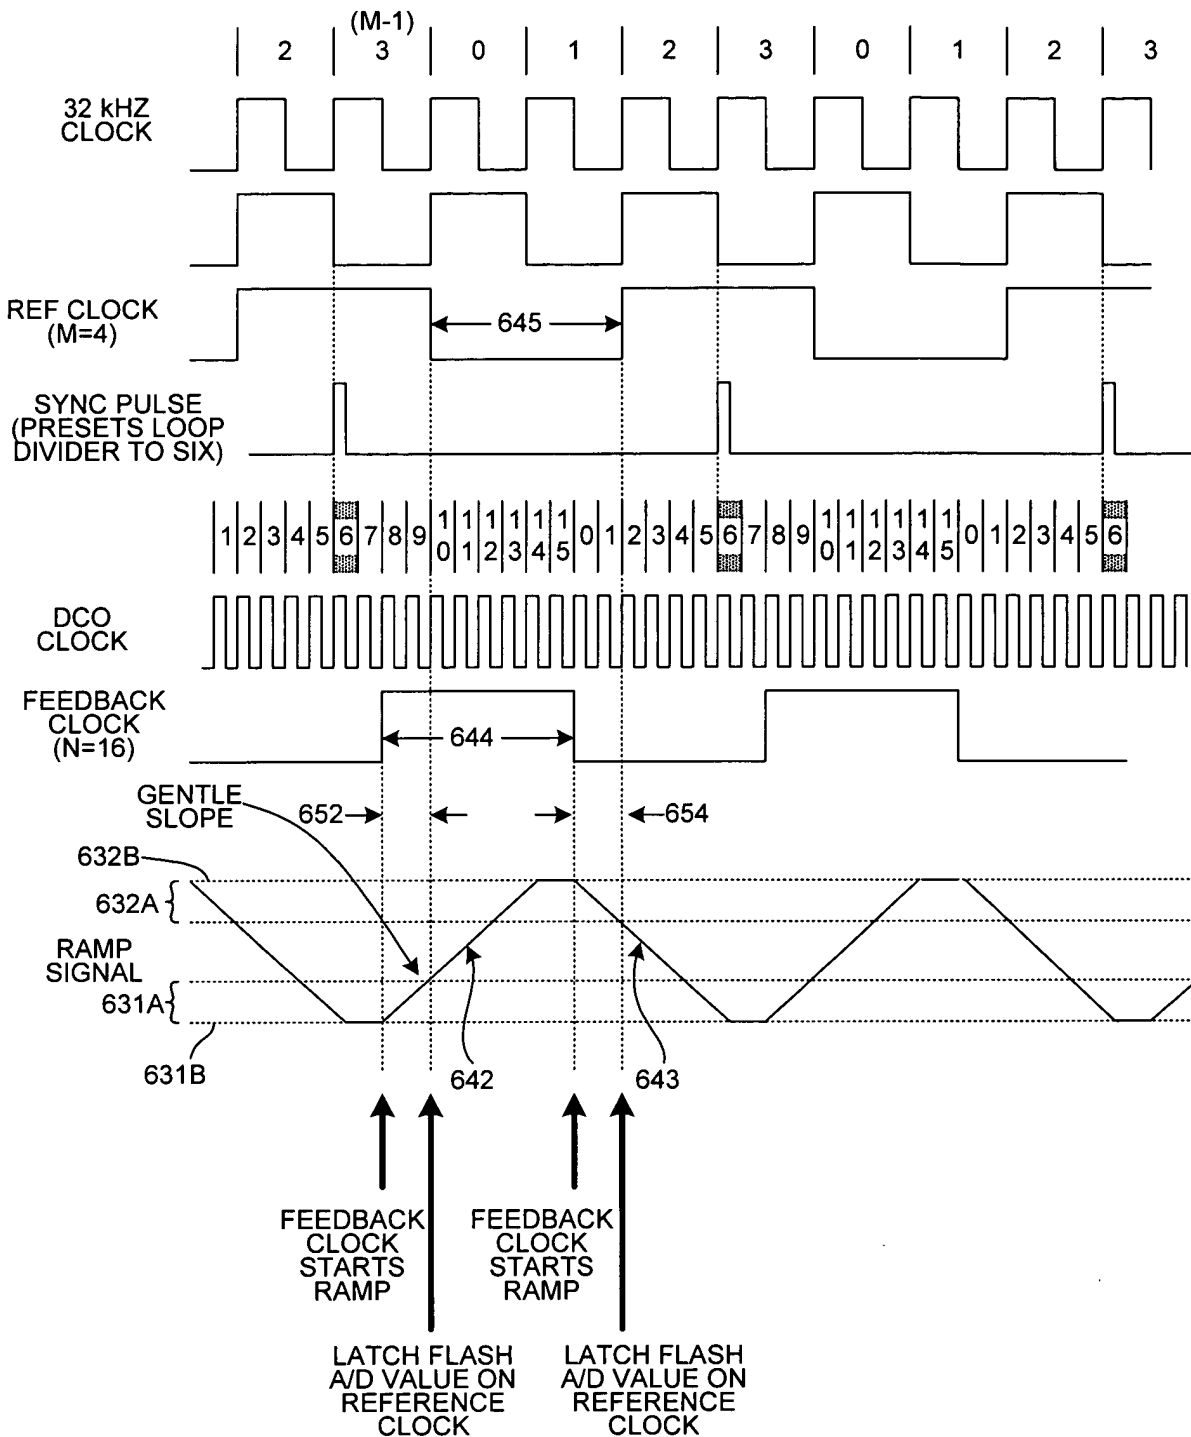 (M-1)
2 3 0 1 2 3 0 1 2 3
32 kHZ
CLOCK
REF CLOCK
(M=4)
645
SYNC PULSE
(PRESETS LOOP
DIVIDER TO SIX)
1 2 3 4 5 6 7 8 9 10 11 12 13 14 15 0 1 2 3 4 5 6 7 8 9 10 11 12 13 14 15 0 1 2 3 4 5 6
DCO
CLOCK
FEEDBACK
CLOCK
(N=16)
644
GENTLE
SLOPE
652
654
632B
632A
RAMP
SIGNAL
631A
631B
642
643
FEEDBACK
CLOCK
STARTS
RAMP
FEEDBACK
CLOCK
STARTS
RAMP
LATCH FLASH
A/D VALUE ON
REFERENCE
CLOCK
LATCH FLASH
A/D VALUE ON
REFERENCE
CLOCK